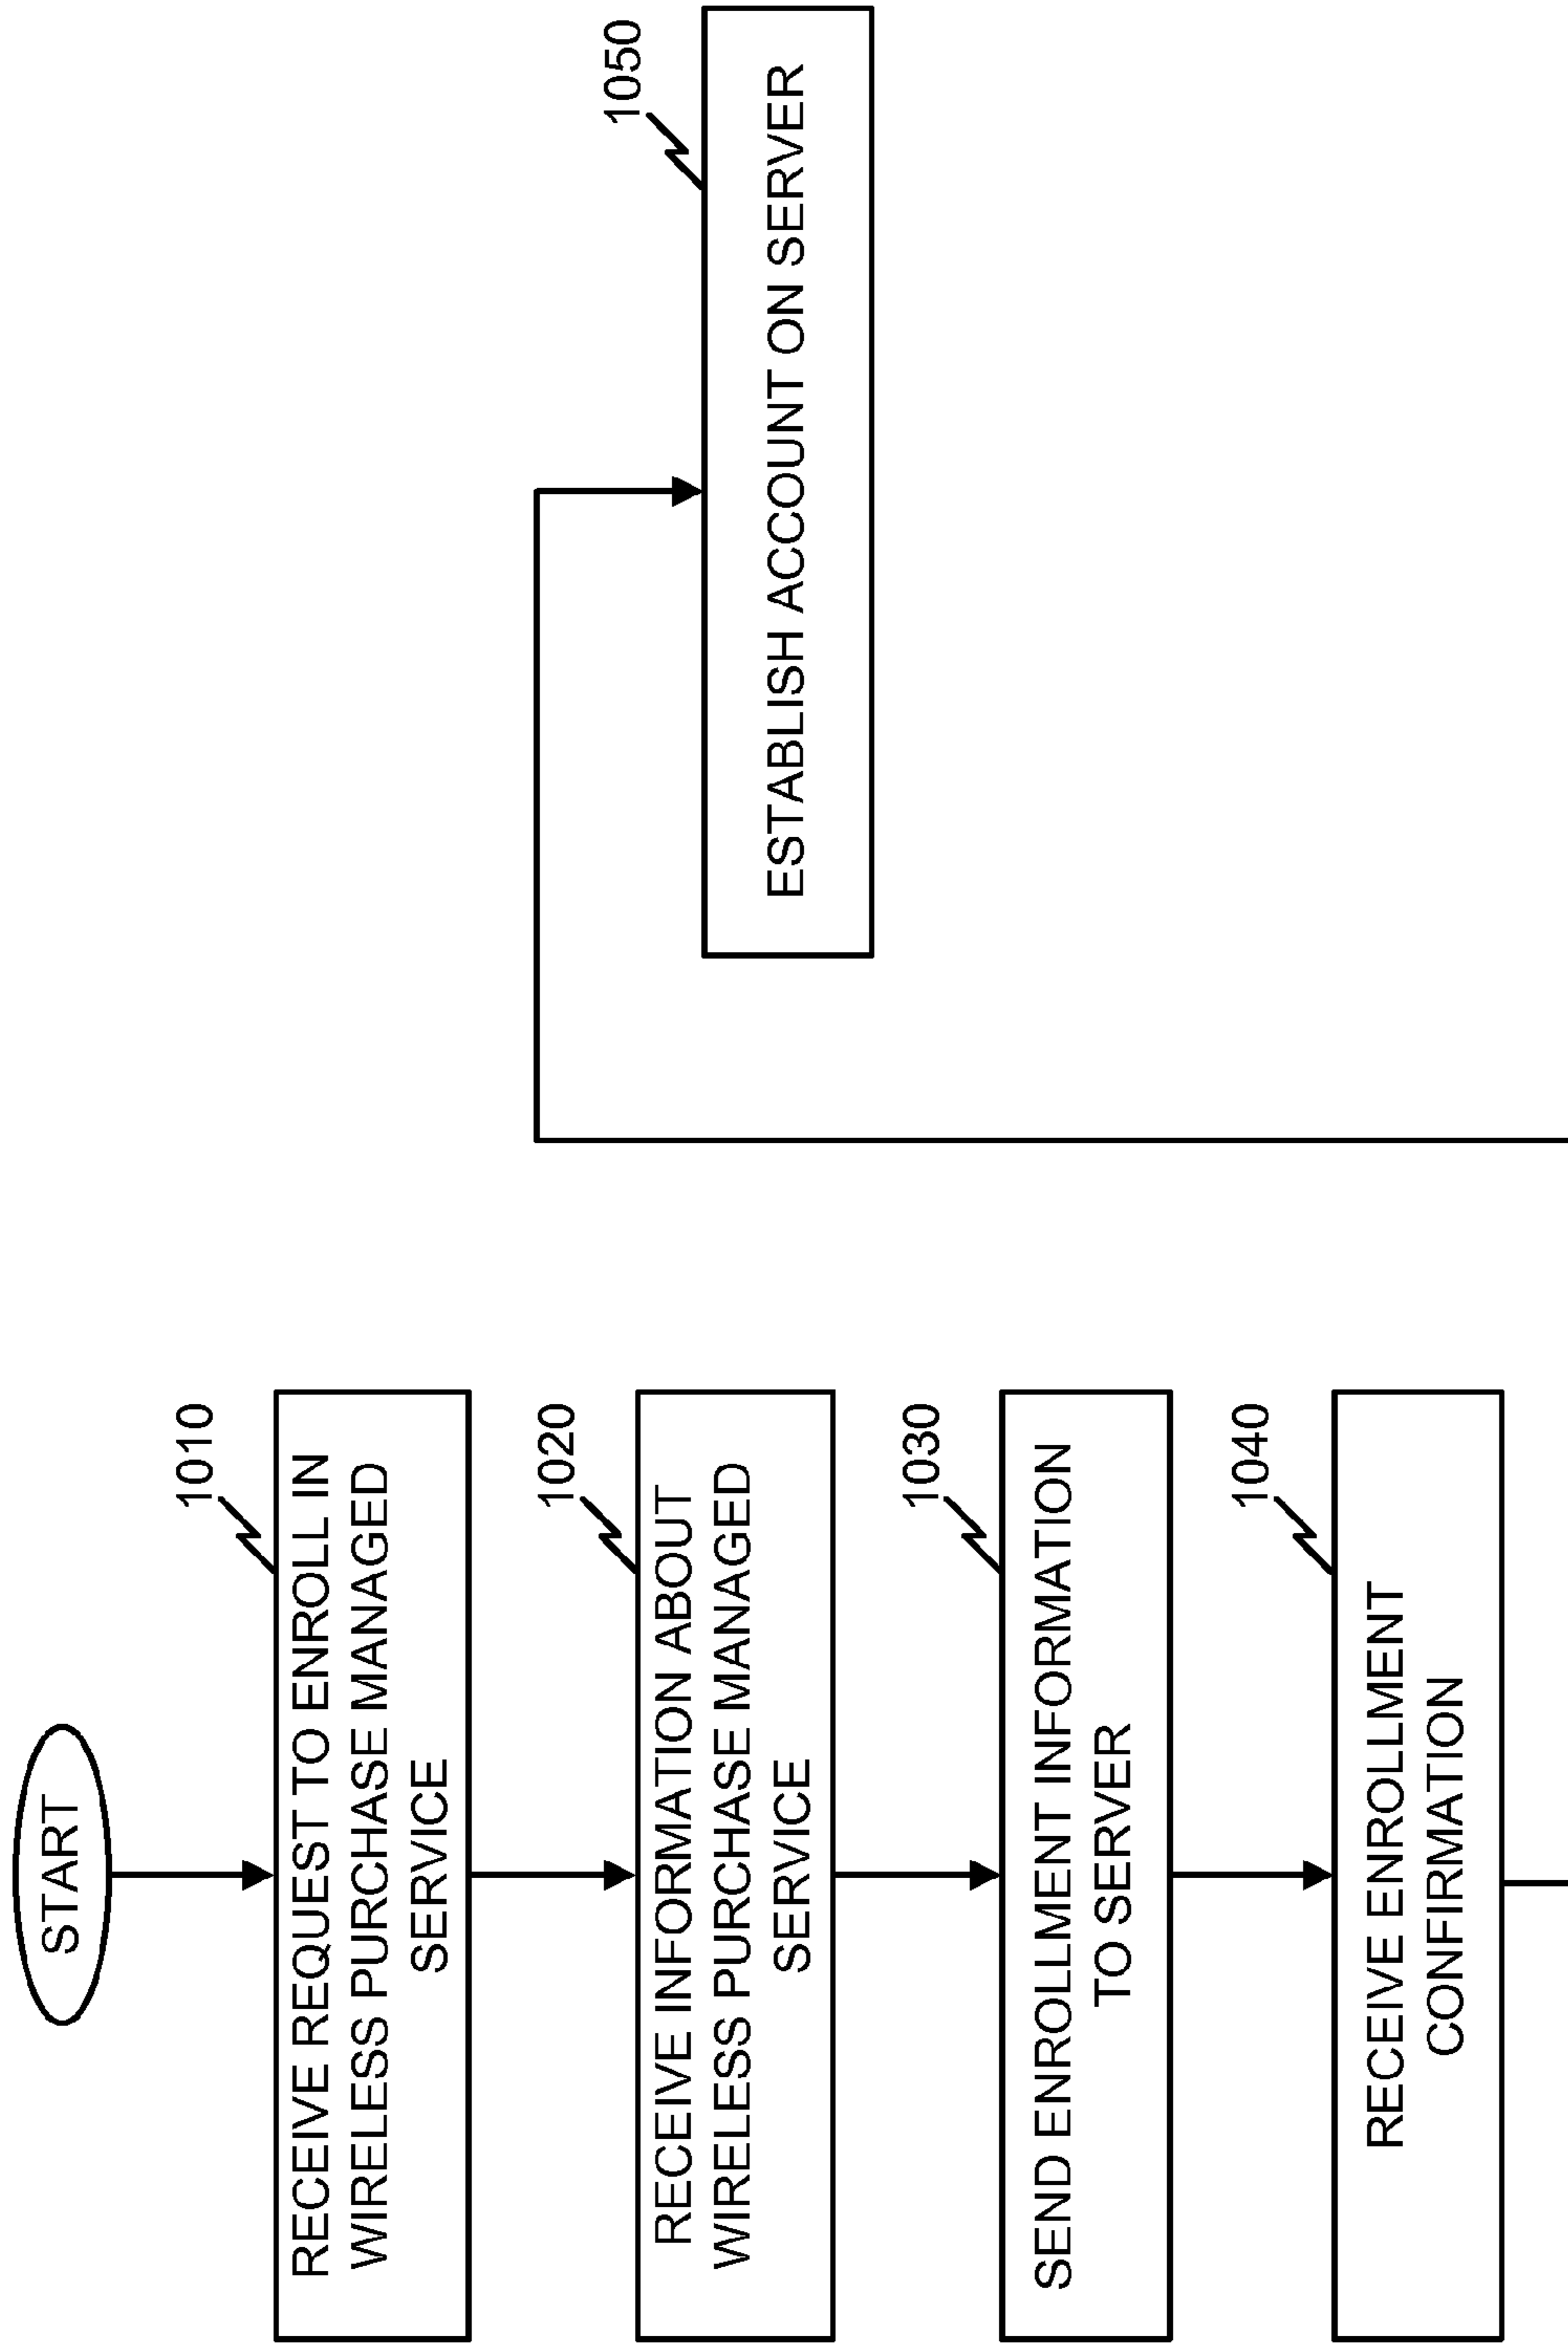 START
1010
RECEIVE REQUEST TO ENROLL IN
WIRELESS PURCHASE MANAGED
SERVICE
1020
RECEIVE INFORMATION ABOUT
WIRELESS PURCHASE MANAGED
SERVICE
1030
SEND ENROLLMENT INFORMATION
TO SERVER
1040
RECEIVE ENROLLMENT
CONFIRMATION
1050
ESTABLISH ACCOUNT ON SERVER